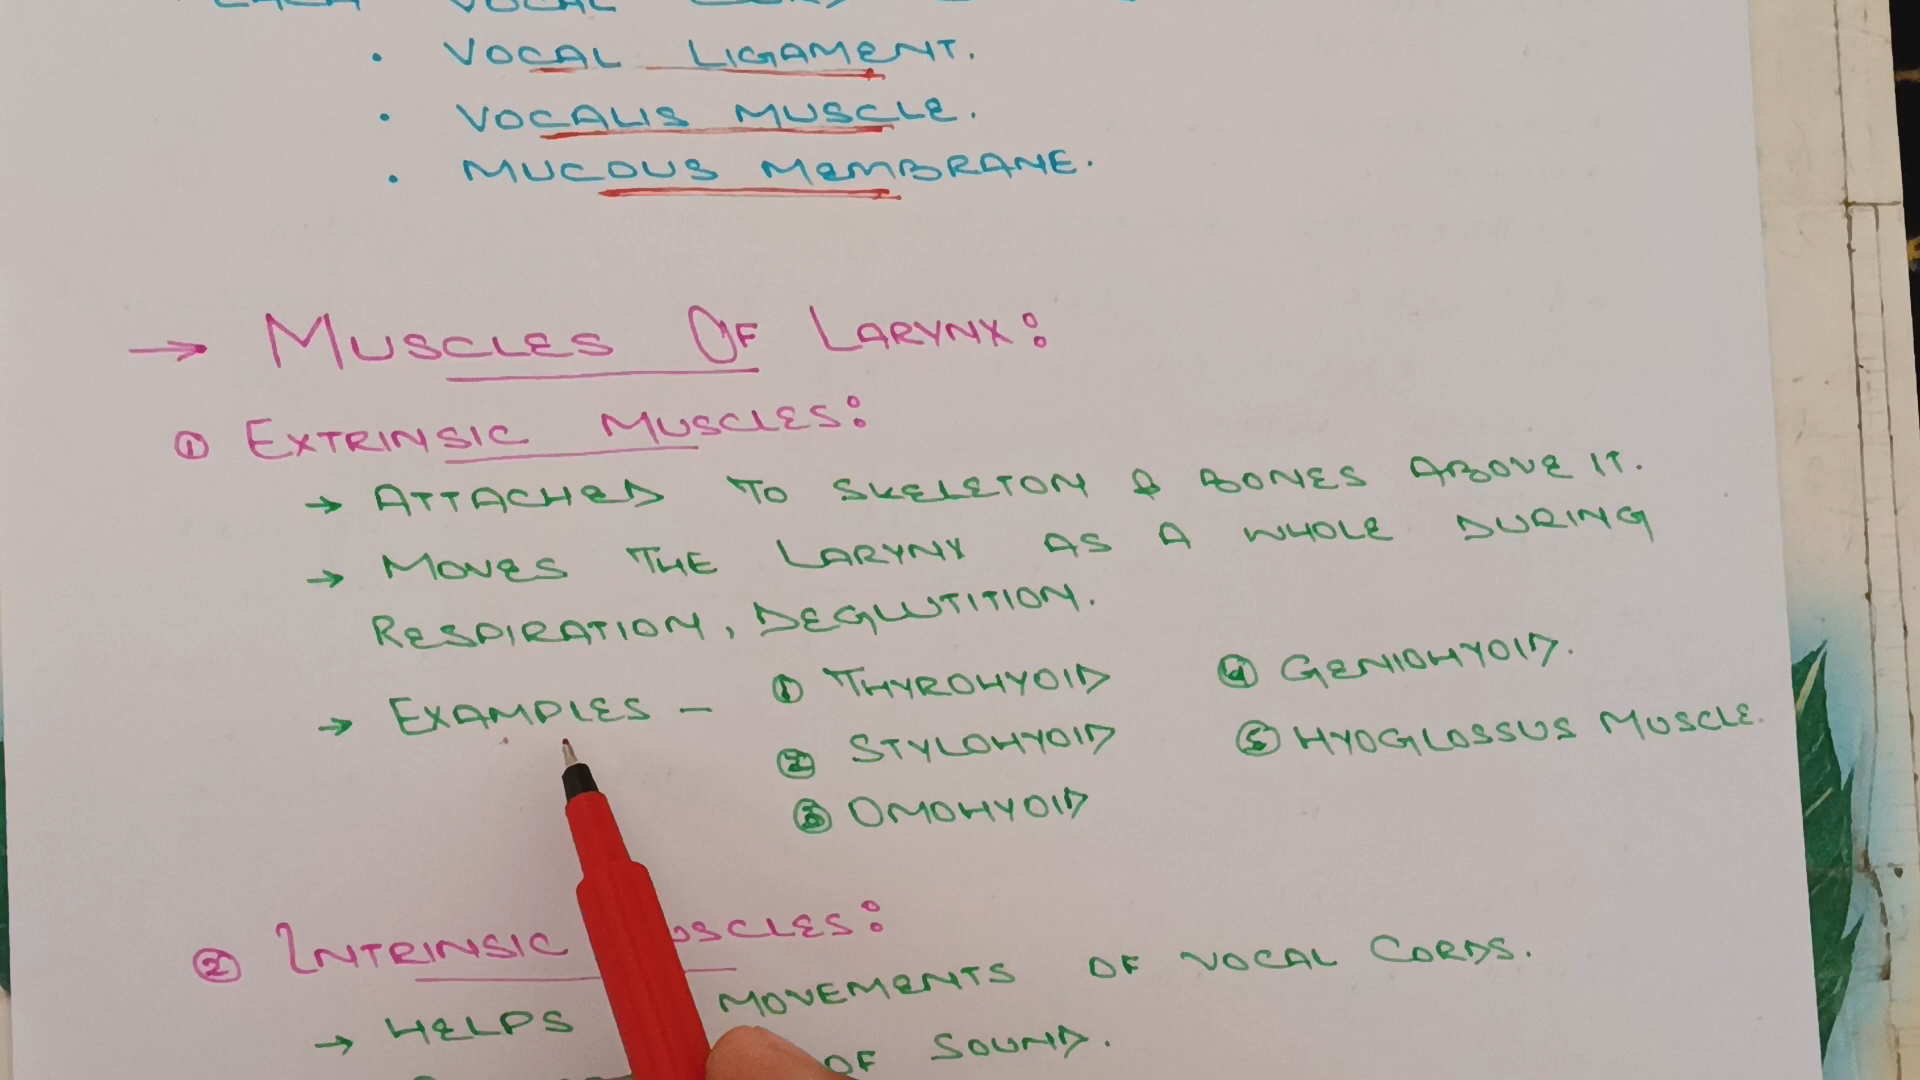 VOCAL
• VOCAL LIGAMENT.
• VOCALIS MUSCLE.
• MUCOUS MEMBRANE.
→ MUSCLES OF LARYNX:
① EXTRINSIC MUSCLES:
→ ATTACHED TO SKELETON & BONES ABOVE IT.
→ MOVES THE LARYNX AS A WHOLE DURING
RESPIRATION, DEGLUTITION.
→ EXAMPLES – ① THYROHYOID ④ GENIOHYOID.
② STYLOHYOID ⑤ HYOGLOSSUS MUSCLE.
③ OMOHYOID
② INTRINSIC MUSCLES:
→ HELPS MOVEMENTS OF VOCAL CORDS.
OF SOUND.